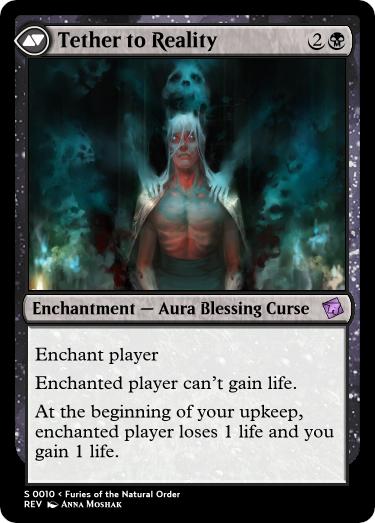 Tether to Reality 2
Enchantment — Aura Blessing Curse
Enchant player
Enchanted player can't gain life.
At the beginning of your upkeep,
enchanted player loses 1 life and you
gain 1 life.
S 0010 < Furies of the Natural Order
REV Anna Moshak